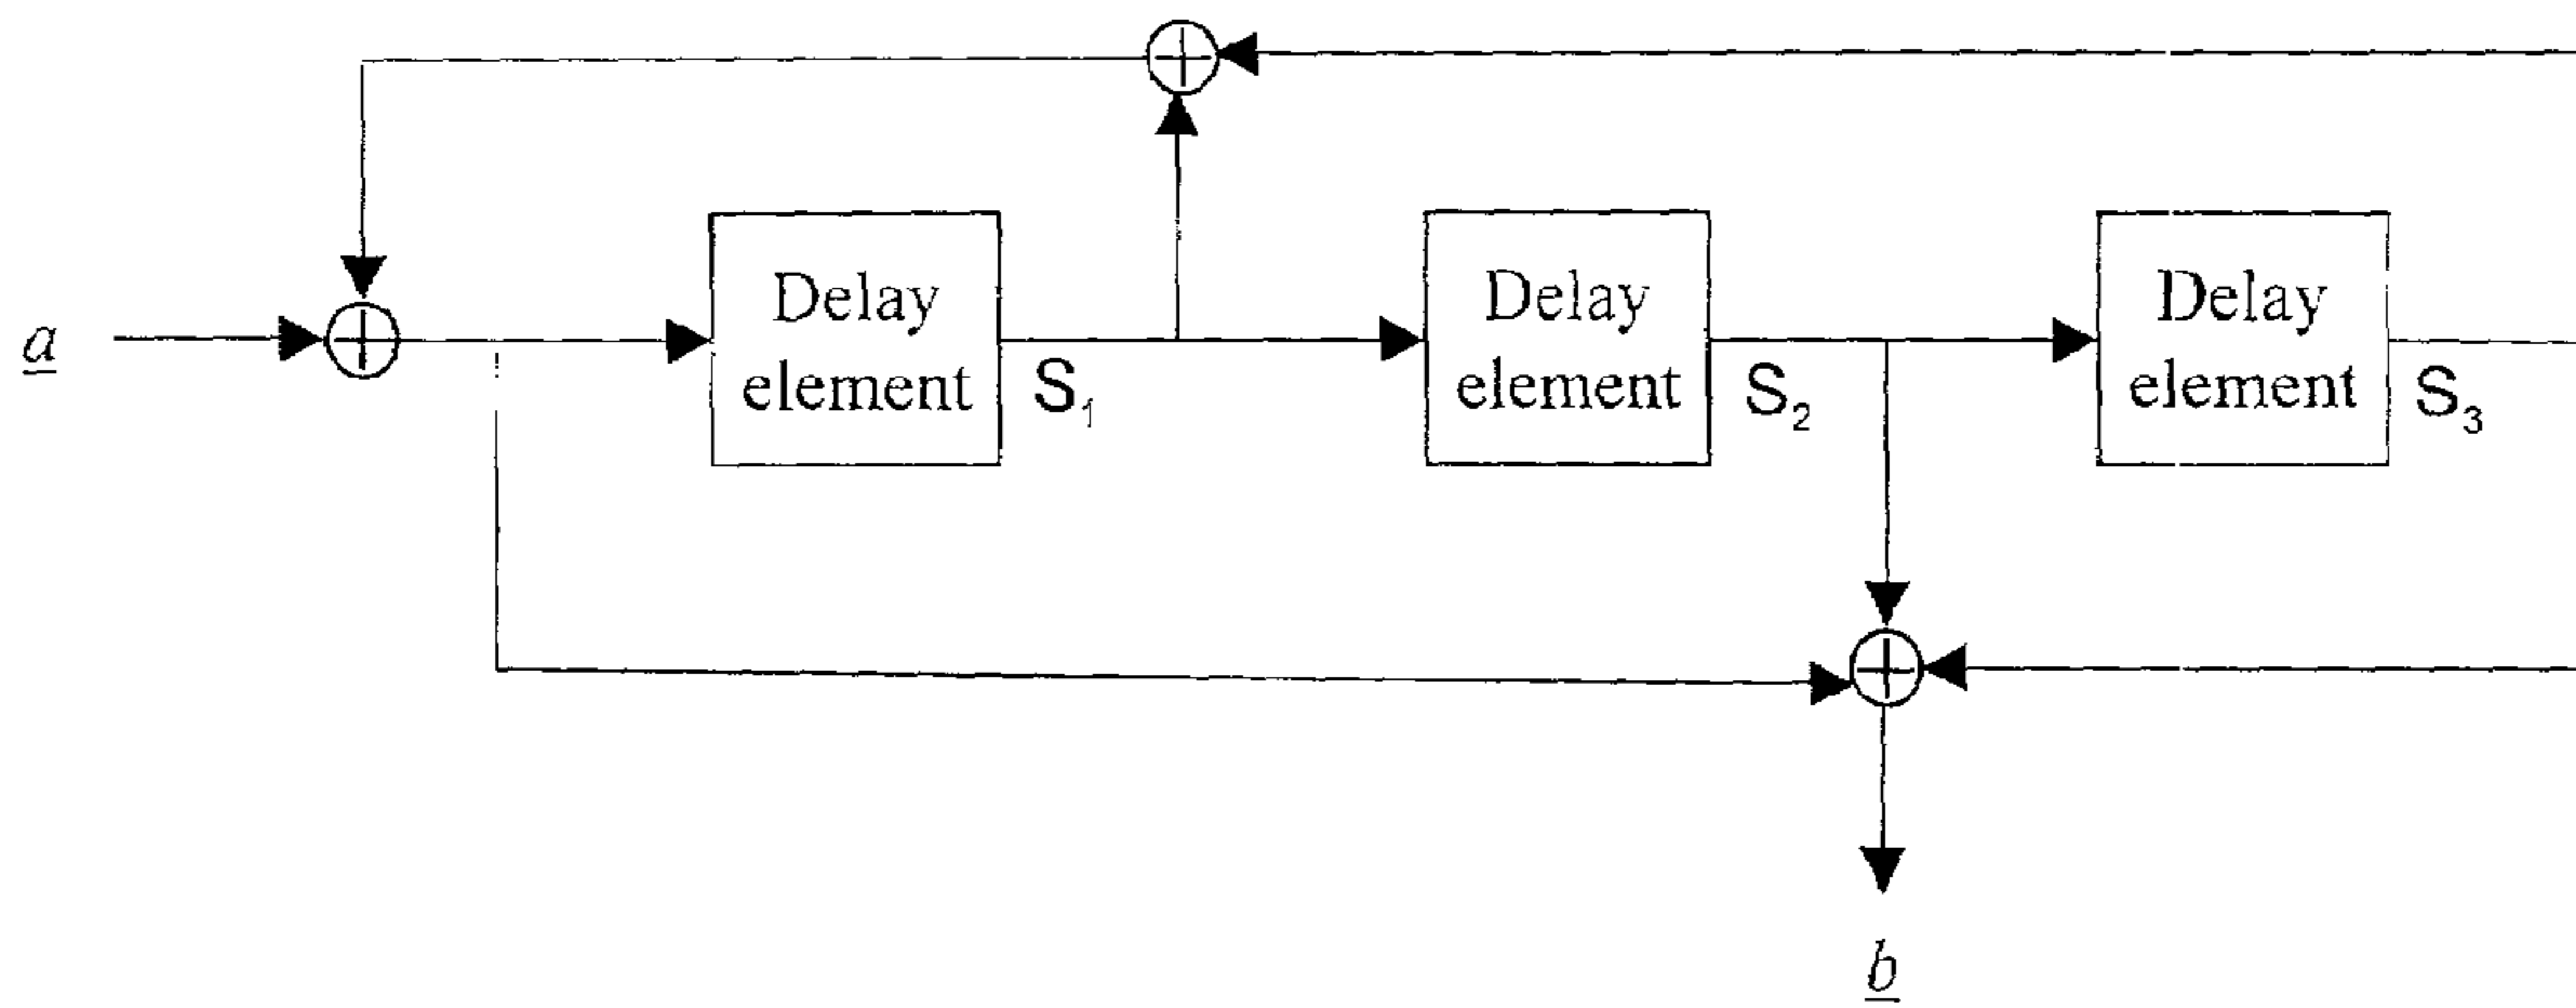 a
Delay
element
S₁
Delay
element
S₂
Delay
element
S₃
b